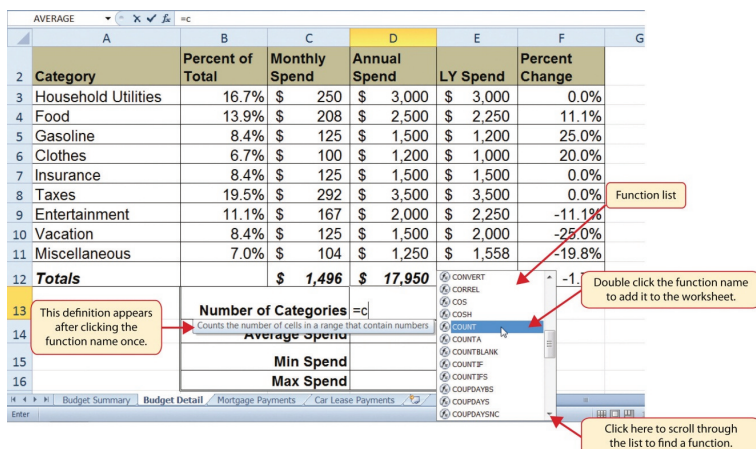 AVERAGE =c
A B C D E F G
Percent of Monthly Annual Percent
2 Category Total Spend Spend LY Spend Change
3 Household Utilities 16.7% $ 250 $ 3,000 $ 3,000 0.0%
4 Food 13.9% $ 208 $ 2,500 $ 2,250 11.1%
5 Gasoline 8.4% $ 125 $ 1,500 $ 1,200 25.0%
6 Clothes 6.7% $ 100 $ 1,200 $ 1,000 20.0%
7 Insurance 8.4% $ 125 $ 1,500 $ 1,500 0.0%
8 Taxes 19.5% $ 292 $ 3,500 $ 3,500 0.0%
Function list
9 Entertainment 11.1% $ 167 $ 2,000 $ 2,250 -11.1%
10 Vacation 8.4% $ 125 $ 1,500 $ 2,000 -25.0%
11 Miscellaneous 7.0% $ 104 $ 1,250 $ 1,558 -19.8%
12 Totals $ 1,496 $ 17,950 -1.
CONVERT
CORREL
COS
COSH
COUNT
COUNTA
COUNTBLANK
COUNTIF
COUNTIFS
COUPDAYBS
COUPDAYS
COUPDAYSNC
Double click the function name
to add it to the worksheet.
13 Number of Categories =c
This definition appears
after clicking the
function name once.
Counts the number of cells in a range that contain numbers
14 Average Spend
15 Min Spend
16 Max Spend
Budget Summary Budget Detail Mortgage Payments Car Lease Payments
Enter
Click here to scroll through
the list to find a function.